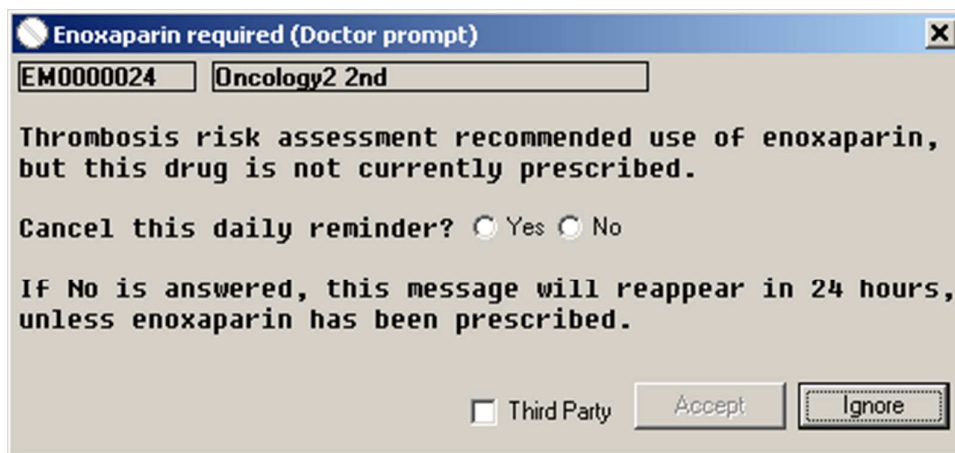 Enoxaparin required (Doctor prompt)
EM0000024 Oncology2 2nd
Thrombosis risk assessment recommended use of enoxaparin,
but this drug is not currently prescribed.
Cancel this daily reminder? Yes No
If No is answered, this message will reappear in 24 hours,
unless enoxaparin has been prescribed.
Third Party Accept Ignore